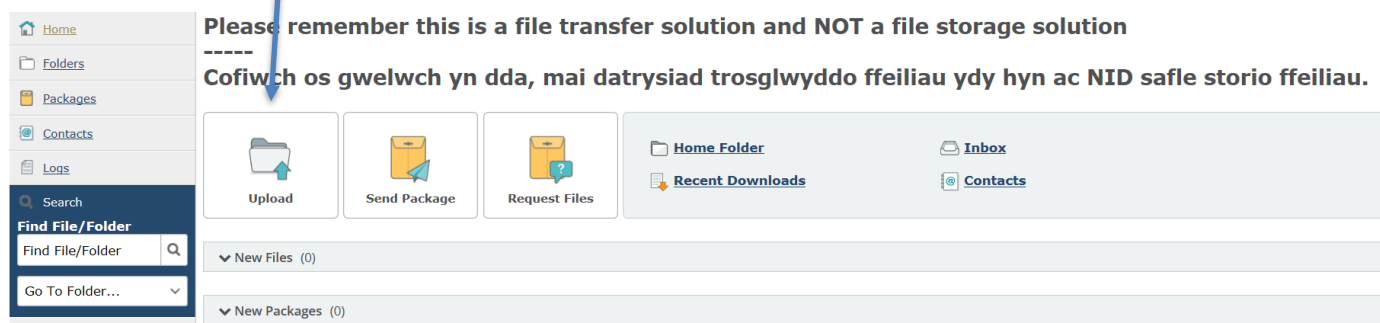 Home
Folders
Packages
Contacts
Logs
Search
Find File/Folder
Find File/Folder
Go To Folder...
Please remember this is a file transfer solution and NOT a file storage solution
-----
Cofiwch os gwelwch yn dda, mai datrysiad trosglwyddo ffeiliau ydy hyn ac NID safle storio ffeiliau.
Upload
Send Package
Request Files
Home Folder
Inbox
Recent Downloads
Contacts
New Files (0)
New Packages (0)